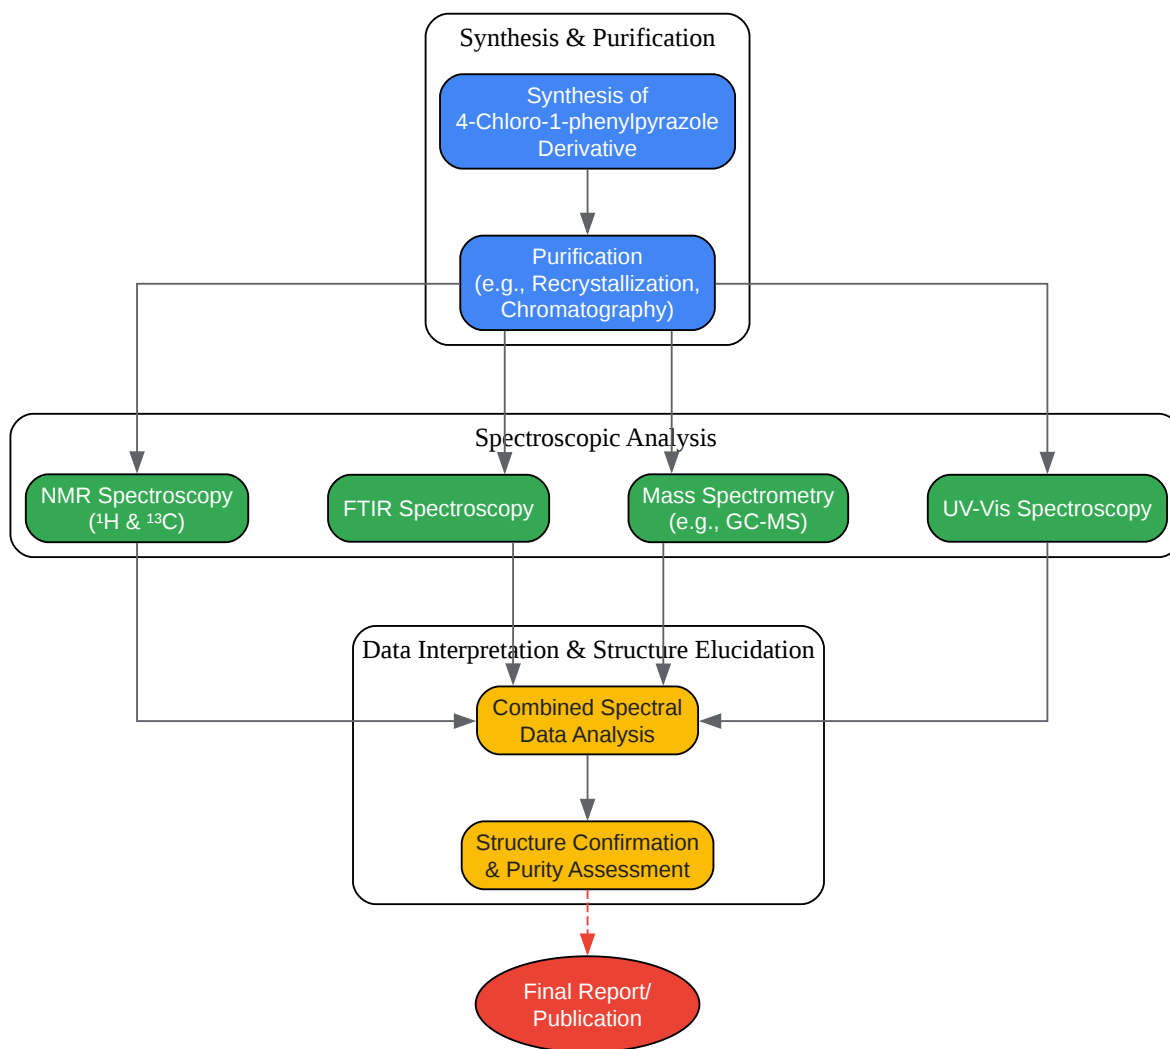 Synthesis & Purification
Synthesis of
4-Chloro-1-phenylpyrazole
Derivative
Purification
(e.g., Recrystallization,
Chromatography)
Spectroscopic Analysis
NMR Spectroscopy
(¹H & ¹³C)
FTIR Spectroscopy
Mass Spectrometry
(e.g., GC-MS)
UV-Vis Spectroscopy
Data Interpretation & Structure Elucidation
Combined Spectral
Data Analysis
Structure Confirmation
& Purity Assessment
Final Report/
Publication